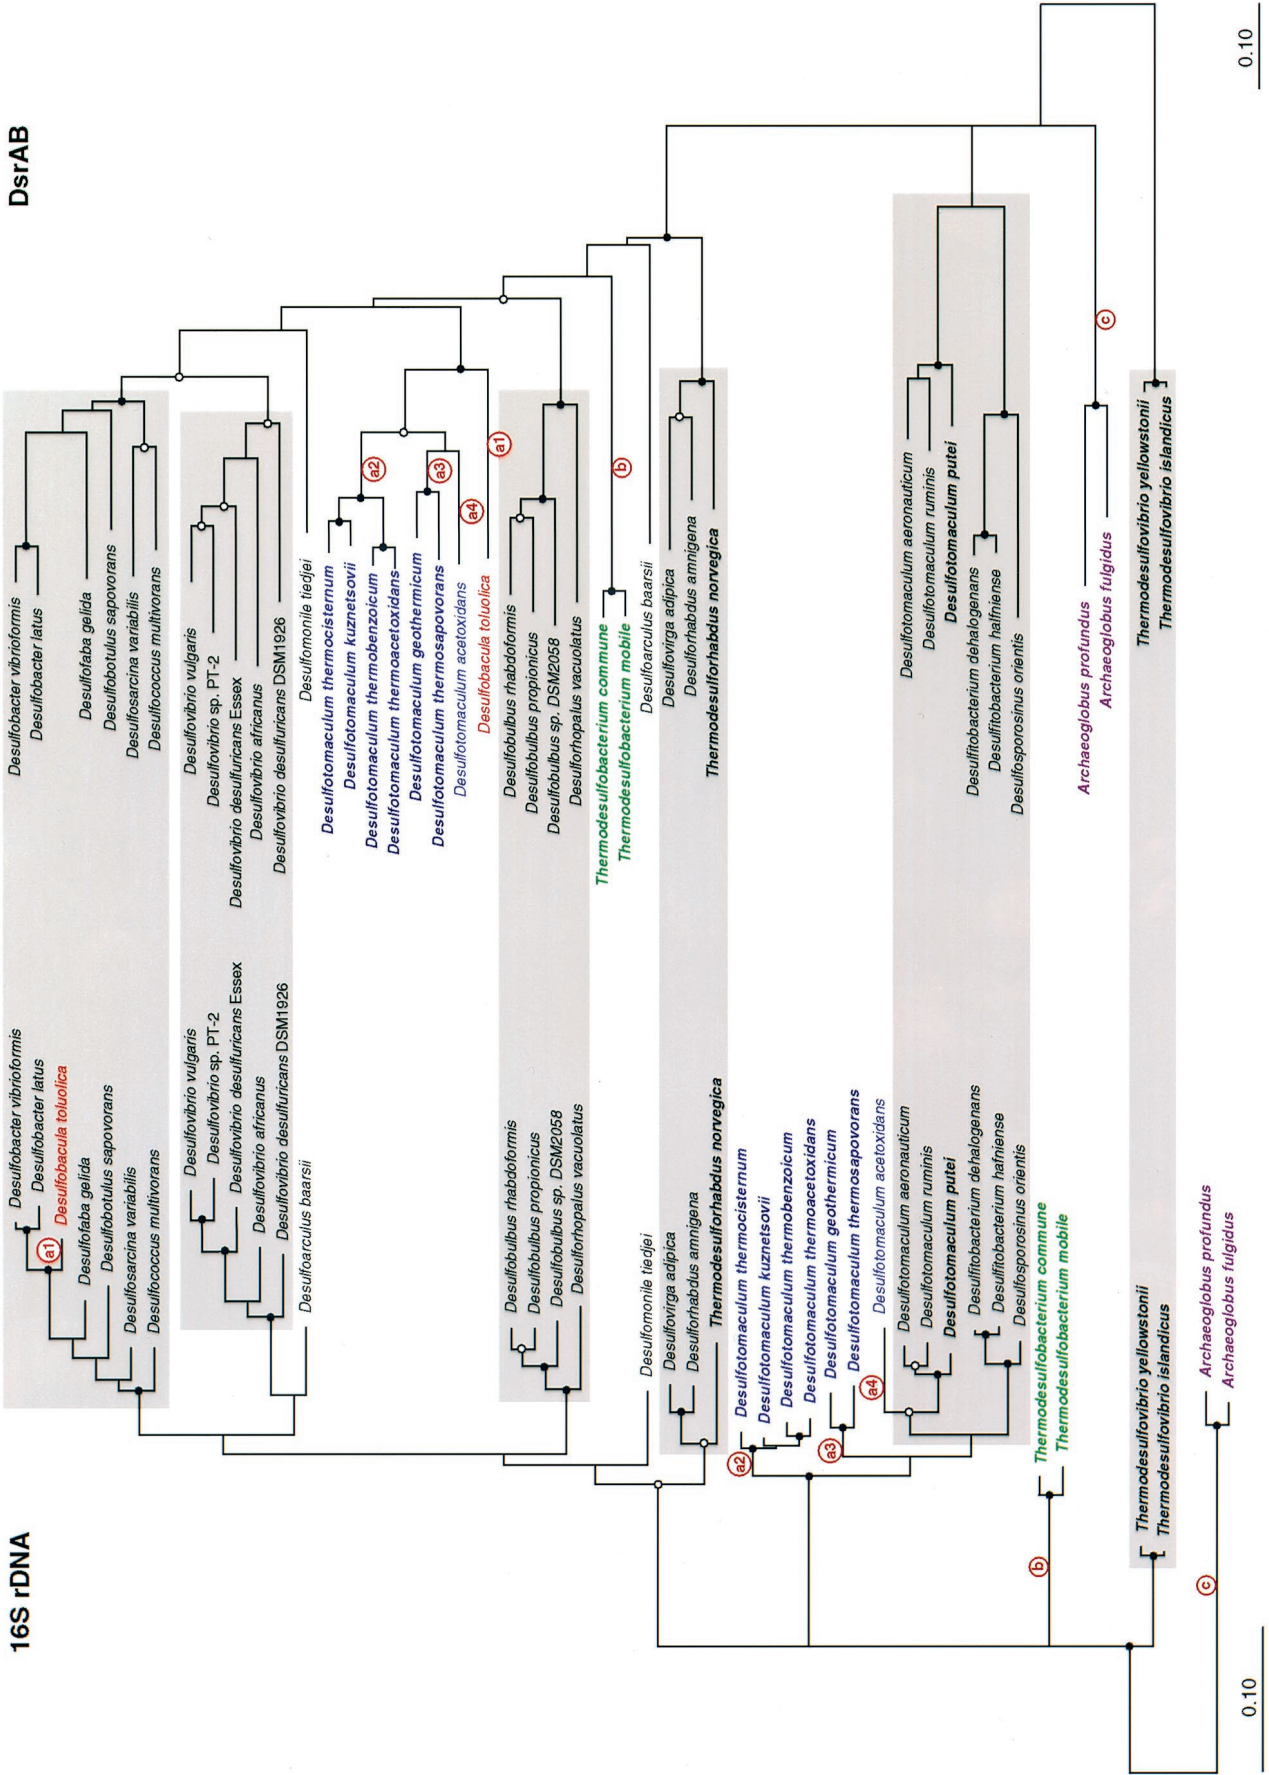 16S rDNA
DsrAB
Desulfobacter vibrioformis
Desulfobacter latus
Desulfobacula toluolica
a1
Desulfofaba gelida
Desulfobotulus sapovorans
Desulfosarcina variabilis
Desulfococcus multivorans
Desulfovibrio vulgaris
Desulfovibrio sp. PT-2
Desulfovibrio desulfuricans Essex
Desulfovibrio africanus
Desulfovibrio desulfuricans DSM1926
Desulfoarculus baarsii
Desulfobulbus rhabdoformis
Desulfobulbus propionicus
Desulfobulbus sp. DSM2058
Desulforhopalus vacuolatus
Desulfomonile tiedjei
Desulfovirga adipica
Desulforhabdus amnigena
Thermodesulforhabdus norvegica
Desulfotomaculum thermocisternum
a2
Desulfotomaculum kuznetsovii
Desulfotomaculum thermobenzoicum
Desulfotomaculum thermoacetoxidans
Desulfotomaculum geothermicum
a3
Desulfotomaculum thermosapovorans
a4
Desulfotomaculum acetoxidans
Desulfotomaculum aeronauticum
Desulfotomaculum ruminis
Desulfotomaculum putei
Desulfitobacterium dehalogenans
Desulfitobacterium hafniense
Desulfosporosinus orientis
b
Thermodesulfobacterium commune
Thermodesulfobacterium mobile
Thermodesulfovibrio yellowstonii
Thermodesulfovibrio islandicus
c
Archaeoglobus profundus
Archaeoglobus fulgidus
0.10
Desulfobacter vibrioformis
Desulfobacter latus
Desulfofaba gelida
Desulfobotulus sapovorans
Desulfosarcina variabilis
Desulfococcus multivorans
Desulfovibrio vulgaris
Desulfovibrio sp. PT-2
Desulfovibrio desulfuricans Essex
Desulfovibrio africanus
Desulfovibrio desulfuricans DSM1926
Desulfomonile tiedjei
Desulfotomaculum thermocisternum
Desulfotomaculum kuznetsovii
a2
Desulfotomaculum thermobenzoicum
Desulfotomaculum thermoacetoxidans
Desulfotomaculum geothermicum
a3
Desulfotomaculum thermosapovorans
a4
Desulfotomaculum acetoxidans
a1
Desulfobacula toluolica
Desulfobulbus rhabdoformis
Desulfobulbus propionicus
Desulfobulbus sp. DSM2058
Desulforhopalus vacuolatus
Thermodesulfobacterium commune
b
Thermodesulfobacterium mobile
Desulfoarculus baarsii
Desulfovirga adipica
Desulforhabdus amnigena
Thermodesulforhabdus norvegica
Desulfotomaculum aeronauticum
Desulfotomaculum ruminis
Desulfotomaculum putei
Desulfitobacterium dehalogenans
Desulfitobacterium hafniense
Desulfosporosinus orientis
Archaeoglobus profundus
c
Archaeoglobus fulgidus
Thermodesulfovibrio yellowstonii
Thermodesulfovibrio islandicus
0.10